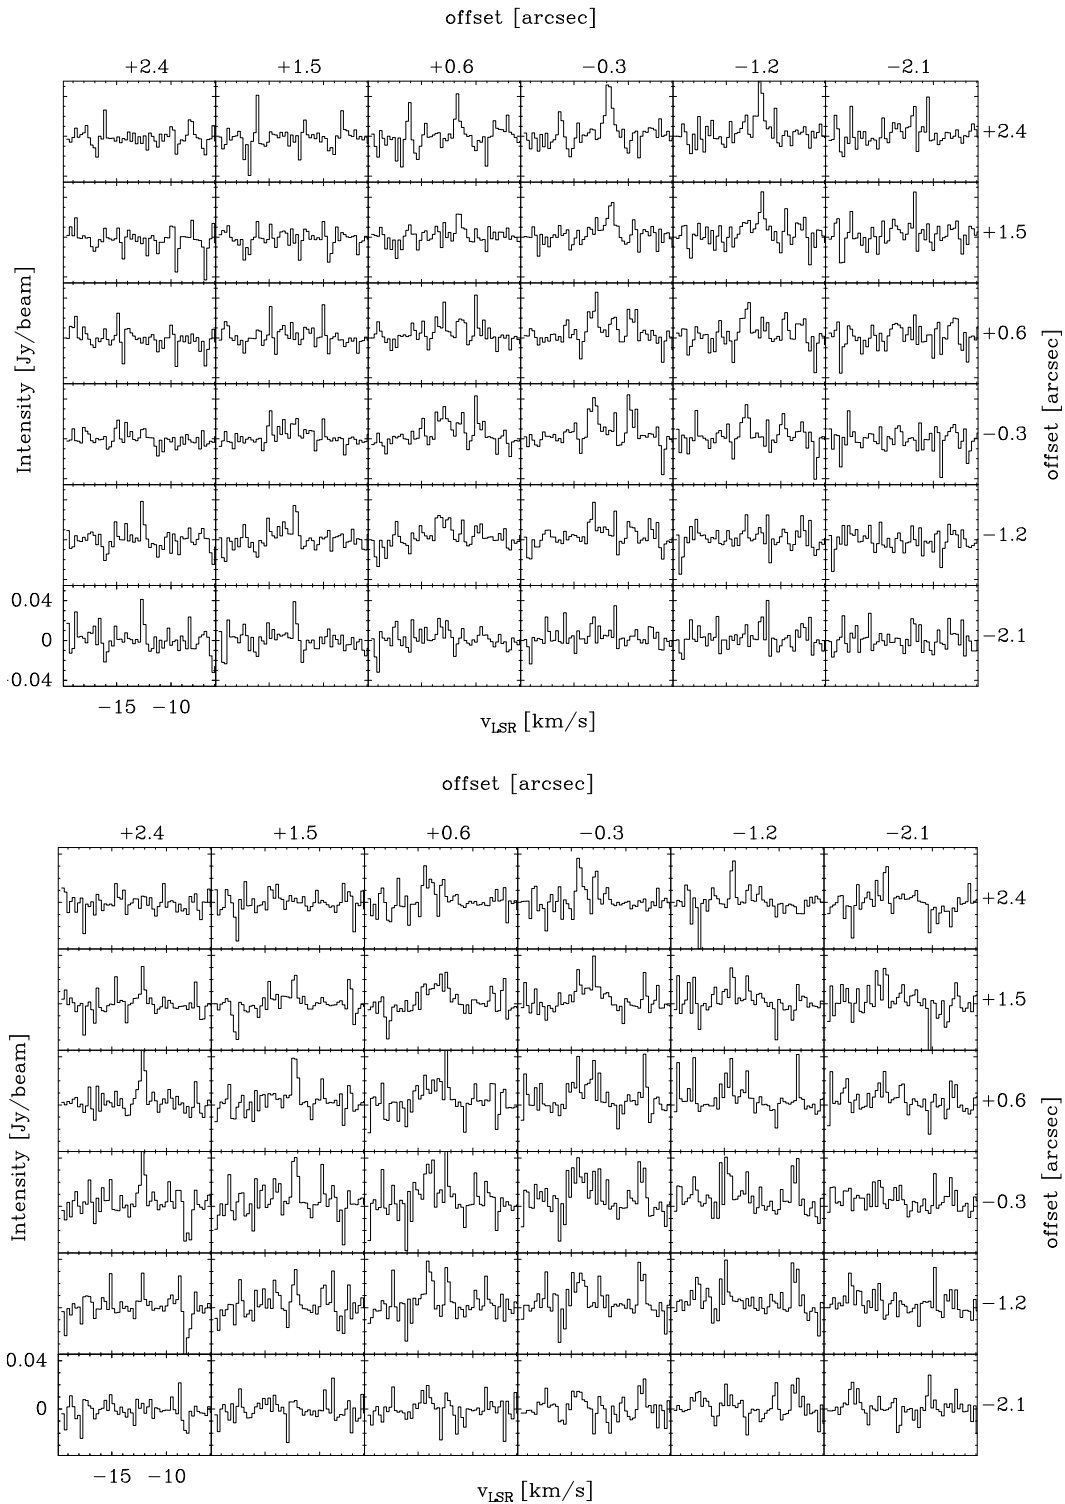 offset [arcsec]
+2.4 +1.5 +0.6 −0.3 −1.2 −2.1
+2.4
+1.5
+0.6
−0.3
−1.2
−2.1
Intensity [Jy/beam]
offset [arcsec]
0.04
0
-0.04
−15 −10
vLSR [km/s]
offset [arcsec]
+2.4 +1.5 +0.6 −0.3 −1.2 −2.1
+2.4
+1.5
+0.6
−0.3
−1.2
−2.1
Intensity [Jy/beam]
offset [arcsec]
0.04
0
−15 −10
vLSR [km/s]